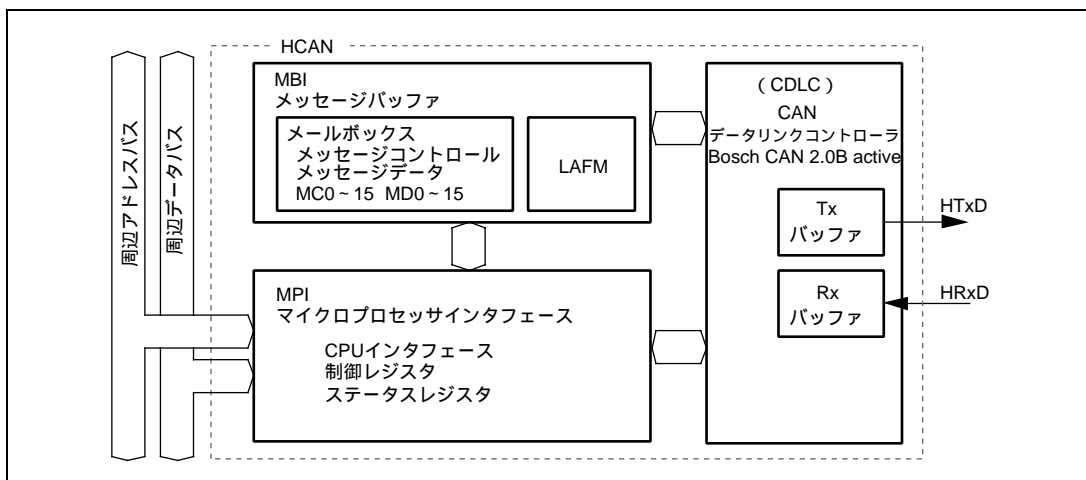 HCAN
周辺アドレスバス
周辺データバス
MBI
メッセージバッファ
メールボックス
メッセージコントロール
メッセージデータ
MC0~15 MD0~15
LAFM
MPI
マイクロプロセッサインタフェース
CPUインタフェース
制御レジスタ
ステータスレジスタ
(CDLC)
CAN
データリンクコントローラ
Bosch CAN 2.0B active
Tx
バッファ
HTxD
Rx
バッファ
HRxD